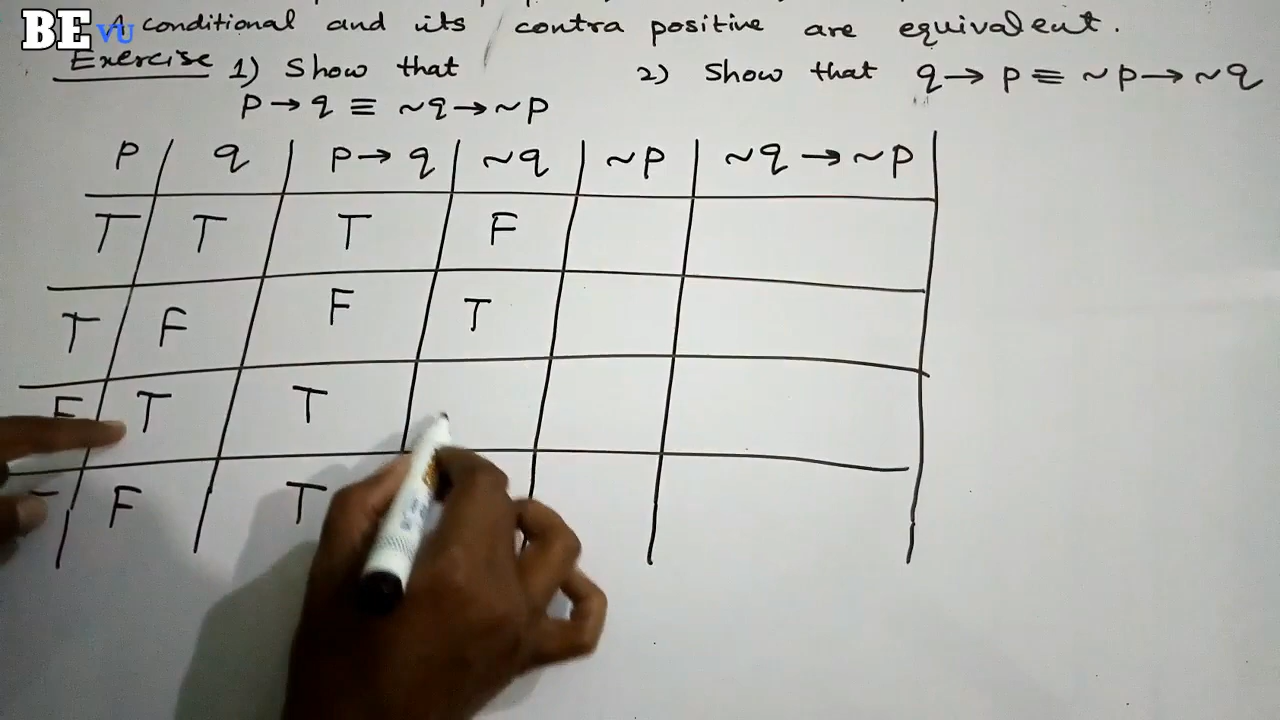 BE VU
A conditional and its contra positive are equivalent.
Exercise 1) Show that
p → q ≡ ~q → ~p
2) Show that q → p ≡ ~p → ~q
p q p → q ~q ~p ~q → ~p
T T T F
T F F T
F T T
F T